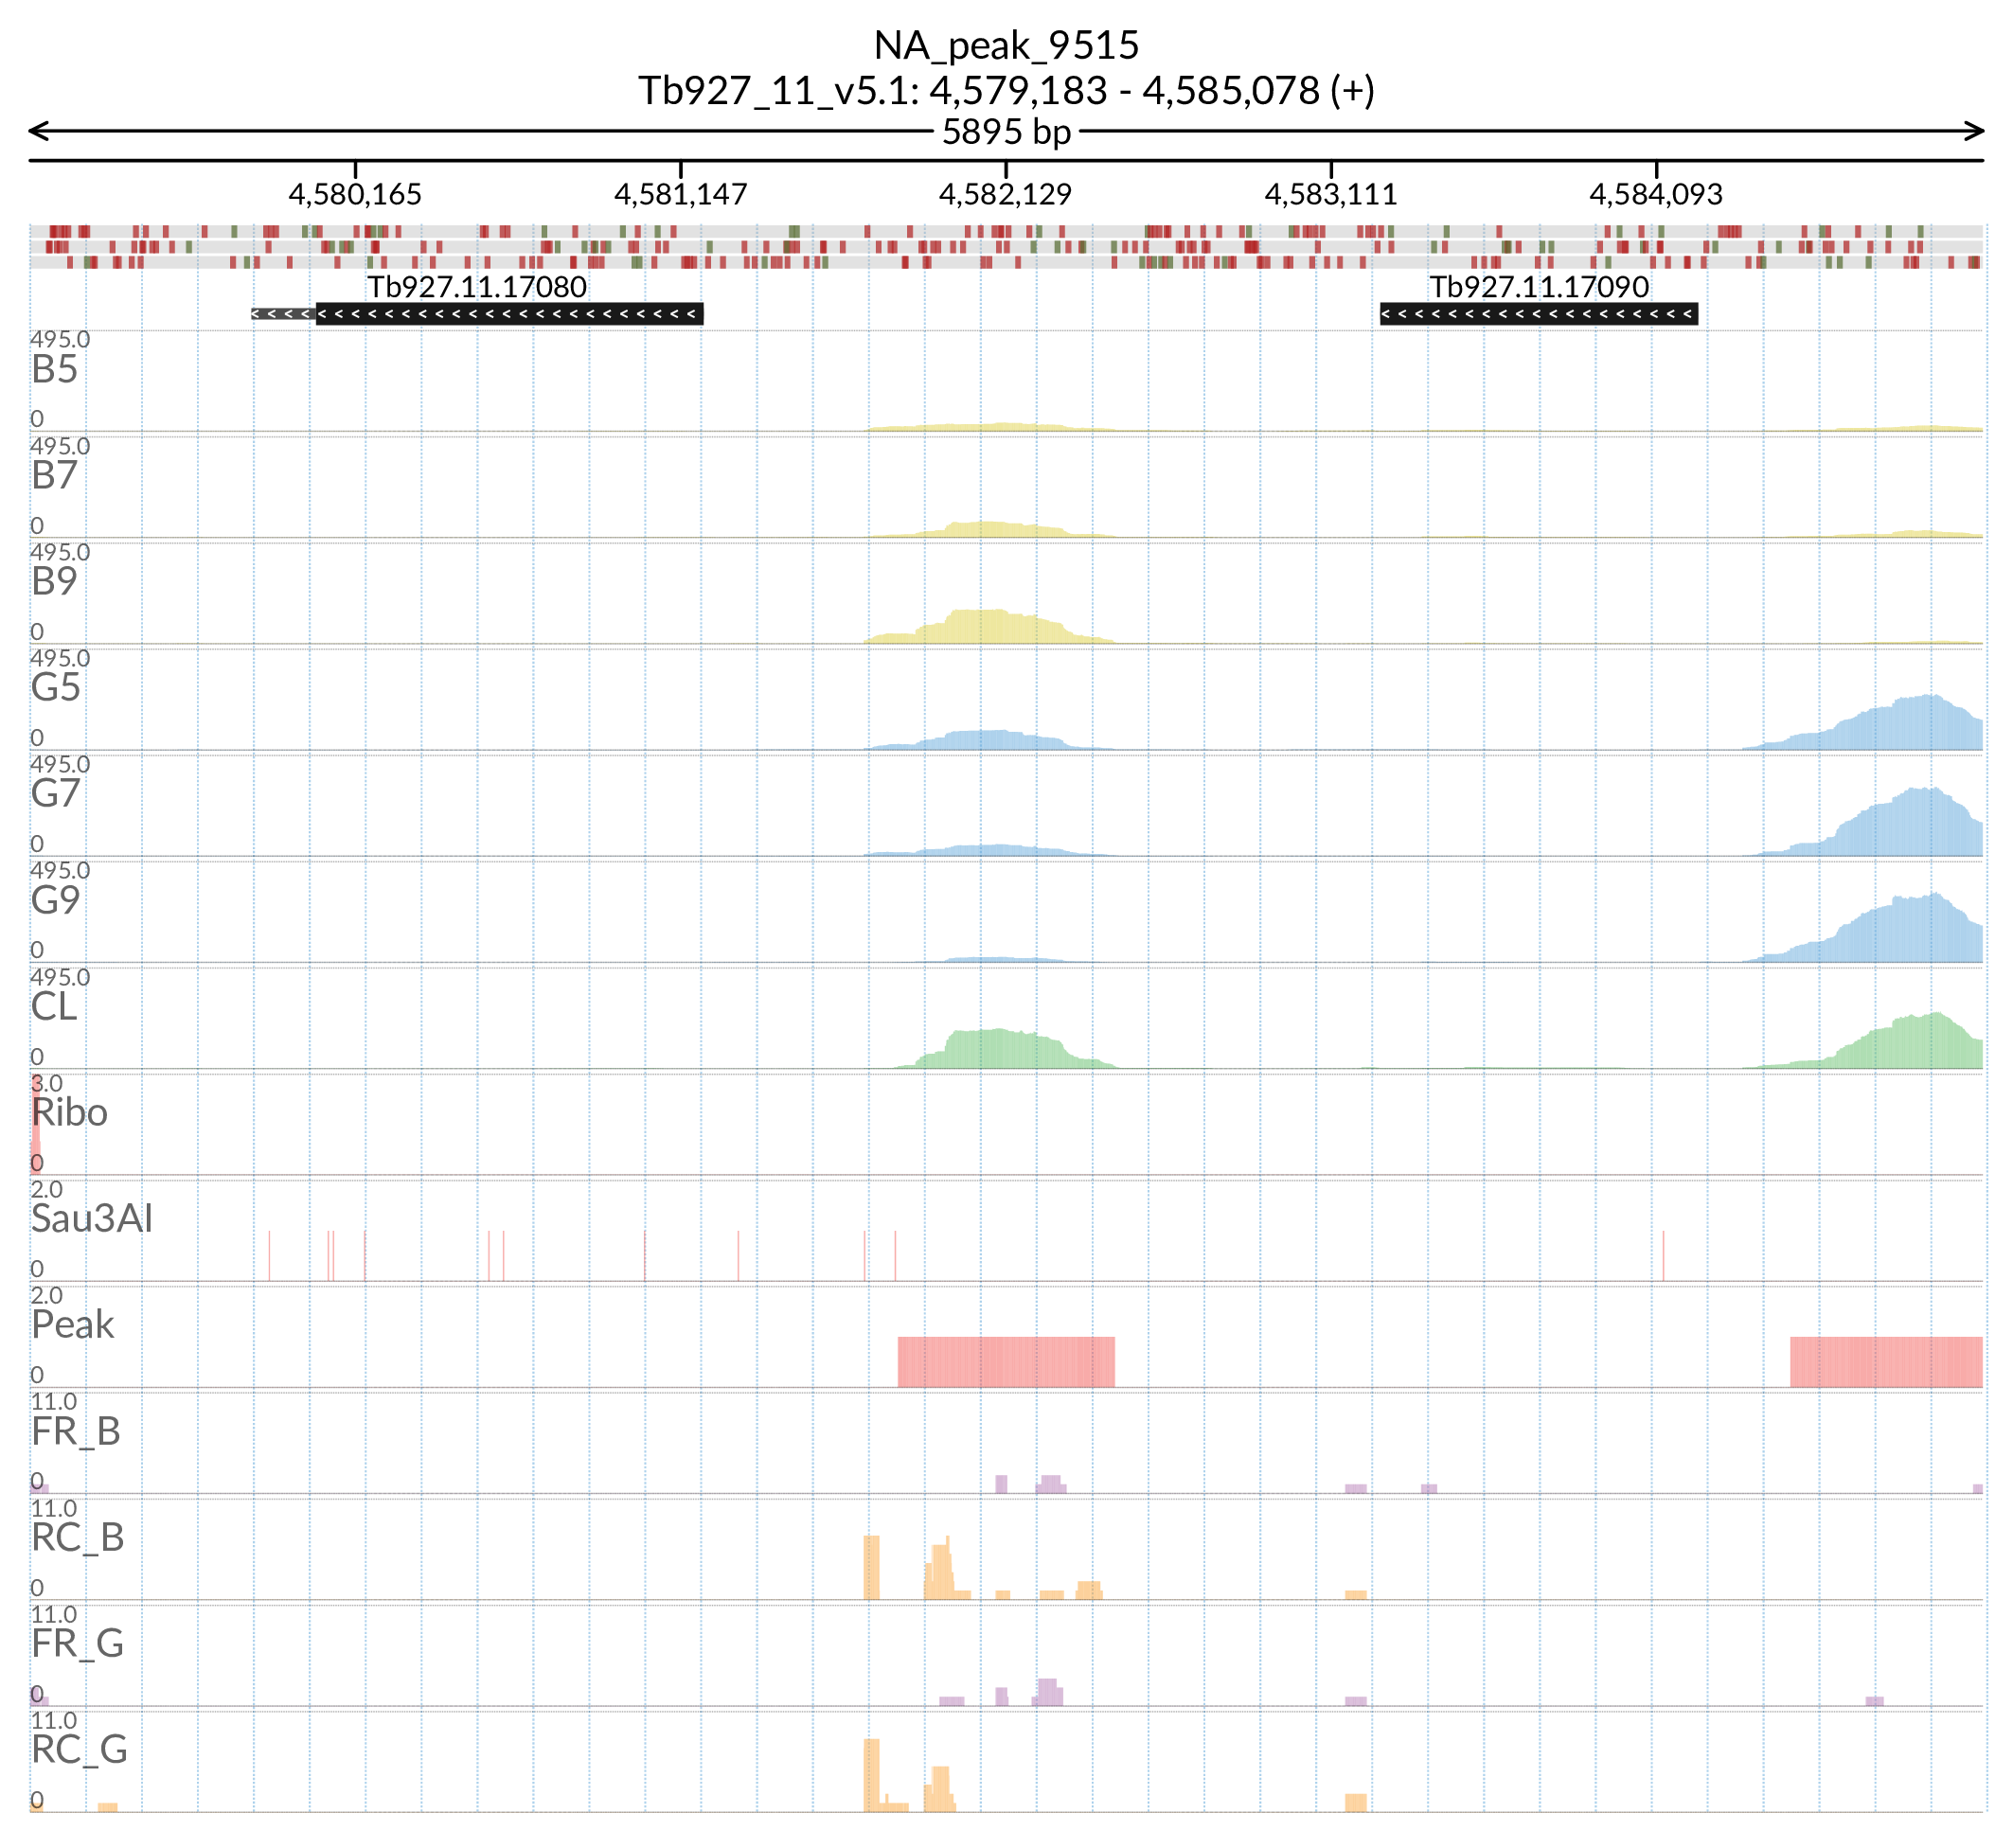 NA_peak_9515
Tb927_11_v5.1: 4,579,183 - 4,585,078 (+)
5895 bp
4,580,165 4,581,147 4,582,129 4,583,111 4,584,093
Tb927.11.17080 Tb927.11.17090
495.0
B5
0
495.0
B7
0
495.0
B9
0
495.0
G5
0
495.0
G7
0
495.0
G9
0
495.0
CL
0
3.0
Ribo
0
2.0
Sau3AI
0
2.0
Peak
0
11.0
FR_B
0
11.0
RC_B
0
11.0
FR_G
0
11.0
RC_G
0